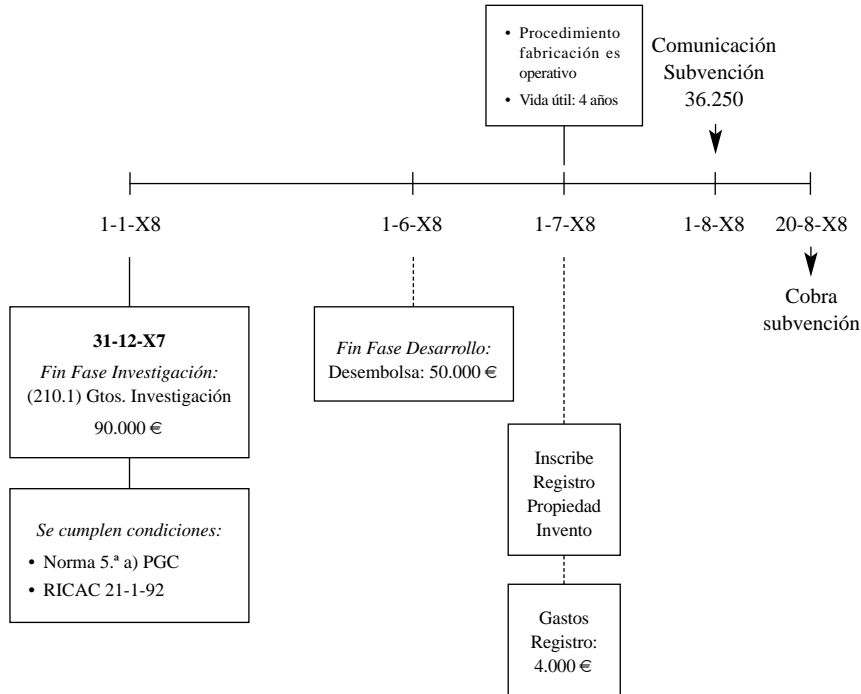 • Procedimiento
fabricación es
operativo
• Vida útil: 4 años
Comunicación
Subvención
36.250
1-1-X8
1-6-X8
1-7-X8
1-8-X8
20-8-X8
Cobra
subvención
31-12-X7
Fin Fase Investigación:
(210.1) Gtos. Investigación
90.000 €
Fin Fase Desarrollo:
Desembolsa: 50.000 €
Inscribe
Registro
Propiedad
Invento
Se cumplen condiciones:
• Norma 5.ª a) PGC
• RICAC 21-1-92
Gastos
Registro:
4.000 €